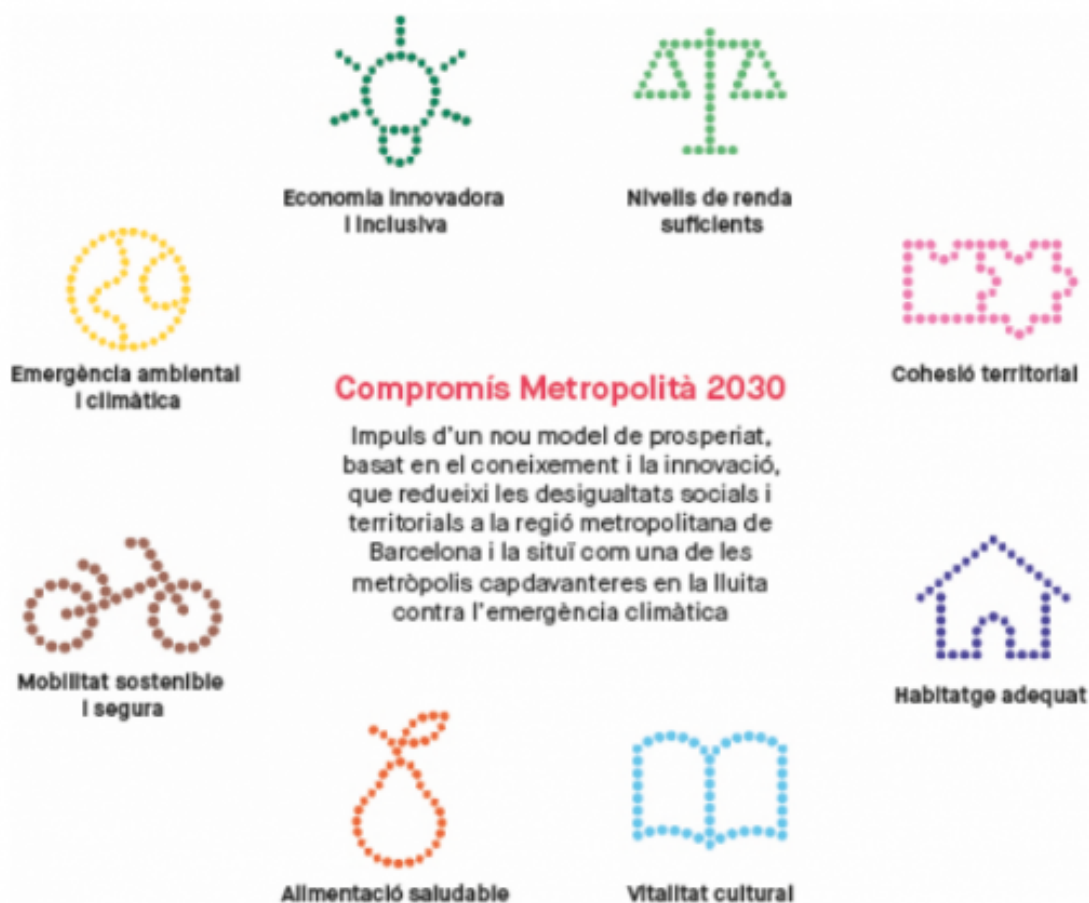 Economia innovadora
i inclusiva
Nivells de renda
suficients
Emergència ambiental
i climàtica
Cohesió territorial
Compromís Metropolità 2030
Impuls d'un nou model de prosperiat,
basat en el coneixement i la innovació,
que redueixi les desigualtats socials i
territorials a la regió metropolitana de
Barcelona i la situï com una de les
metròpolis capdavanteres en la lluita
contra l'emergència climàtica
Mobilitat sostenible
i segura
Habitatge adequat
Alimentació saludable
Vitalitat cultural